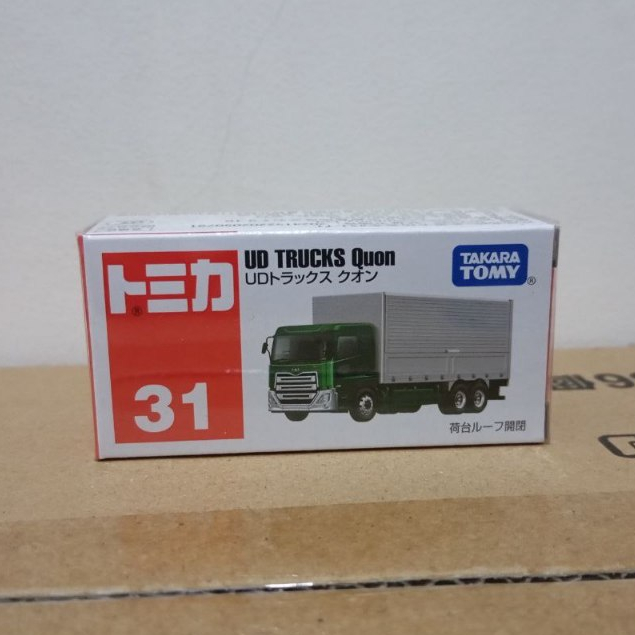 トミカ®
31
UD TRUCKS Quon
UDトラックス クオン
TAKARA
TOMY®
荷台ルーフ開閉